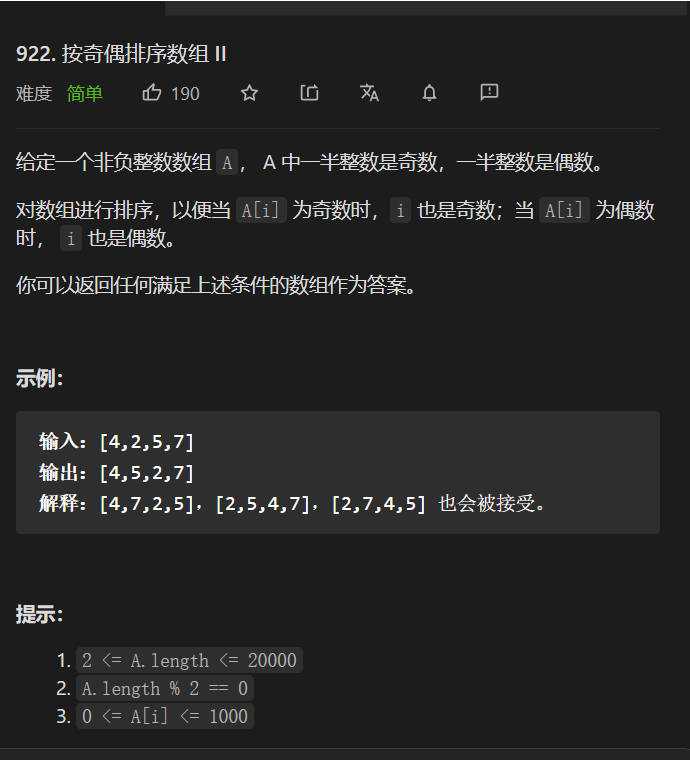 922. 按奇偶排序数组 II
难度 简单 190
给定一个非负整数数组 A， A 中一半整数是奇数，一半整数是偶数。
对数组进行排序，以便当 A[i] 为奇数时，i 也是奇数；当 A[i] 为偶数
时， i 也是偶数。
你可以返回任何满足上述条件的数组作为答案。
示例：
输入：[4,2,5,7]
输出：[4,5,2,7]
解释：[4,7,2,5]，[2,5,4,7]，[2,7,4,5] 也会被接受。
提示：
1. 2 <= A.length <= 20000
2. A.length % 2 == 0
3. 0 <= A[i] <= 1000